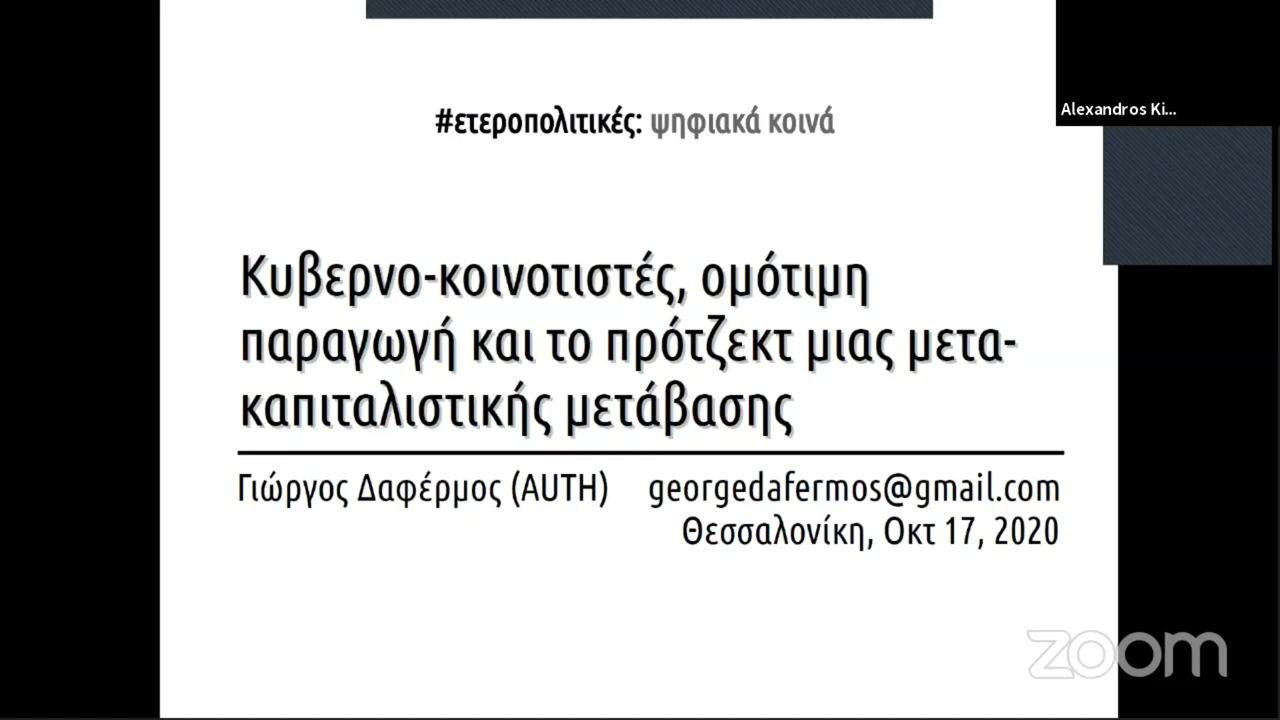 #ετεροπολιτικές: ψηφιακά κοινά
Alexandros Ki...
Κυβερνο-κοινοτιστές, ομότιμη
παραγωγή και το πρότζεκτ μιας μετα-
καπιταλιστικής μετάβασης
Γιώργος Δαφέρμος (AUTH) georgedafermos@gmail.com
Θεσσαλονίκη, Οκτ 17, 2020
zoom